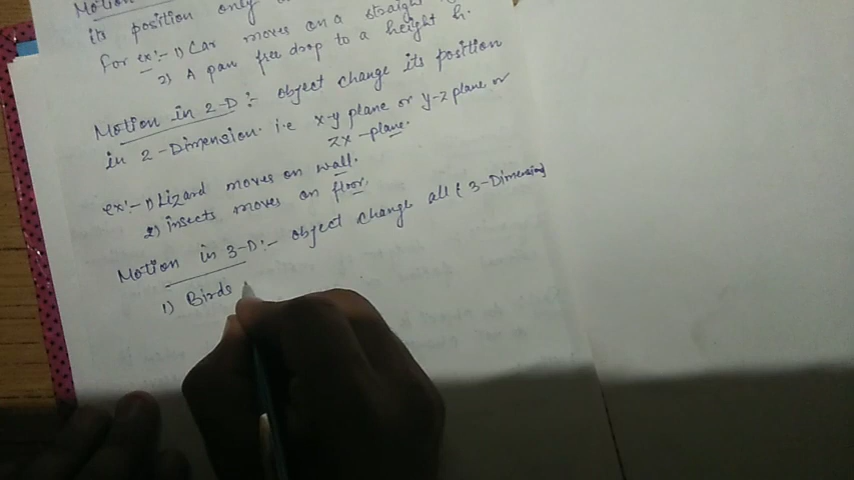 Motion
its position only
for ex:- 1) Car moves on a straight
2) A pan free drop to a height h.
Motion in 2-D :- object change its position
in 2-Dimension. i.e x-y plane or y-z plane or
zx-plane.
ex:- 1) Lizard moves on wall.
2) insects moves on floor.
Motion in 3-D:- object change all (3-Dimension)
1) Birds